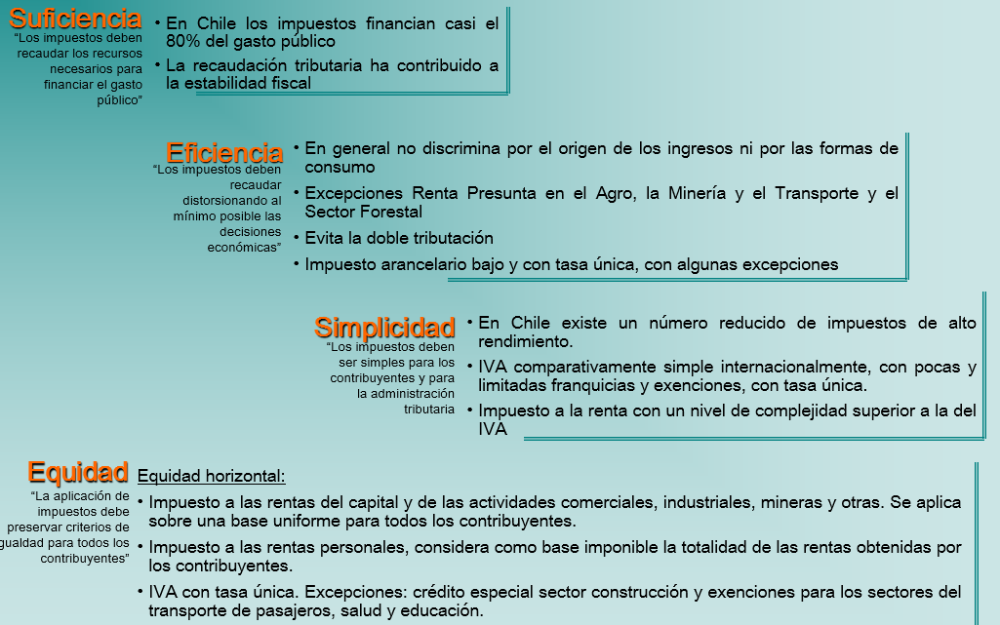 Suficiencia
“Los impuestos deben
recaudar los recursos
necesarios para
financiar el gasto
público”
• En Chile los impuestos financian casi el
80% del gasto público
• La recaudación tributaria ha contribuido a
la estabilidad fiscal
Eficiencia
“Los impuestos deben
recaudar
distorsionando al
mínimo posible las
decisiones
económicas”
• En general no discrimina por el origen de los ingresos ni por las formas de
consumo
• Excepciones Renta Presunta en el Agro, la Minería y el Transporte y el
Sector Forestal
• Evita la doble tributación
• Impuesto arancelario bajo y con tasa única, con algunas excepciones
Simplicidad
“Los impuestos deben
ser simples para los
contribuyentes y para
la administración
tributaria
• En Chile existe un número reducido de impuestos de alto
rendimiento.
• IVA comparativamente simple internacionalmente, con pocas y
limitadas franquicias y exenciones, con tasa única.
• Impuesto a la renta con un nivel de complejidad superior a la del
IVA
Equidad
“La aplicación de
impuestos debe
preservar criterios de
gualdad para todos los
contribuyentes”
Equidad horizontal:
• Impuesto a las rentas del capital y de las actividades comerciales, industriales, mineras y otras. Se aplica
sobre una base uniforme para todos los contribuyentes.
• Impuesto a las rentas personales, considera como base imponible la totalidad de las rentas obtenidas por
los contribuyentes.
• IVA con tasa única. Excepciones: crédito especial sector construcción y exenciones para los sectores del
transporte de pasajeros, salud y educación.